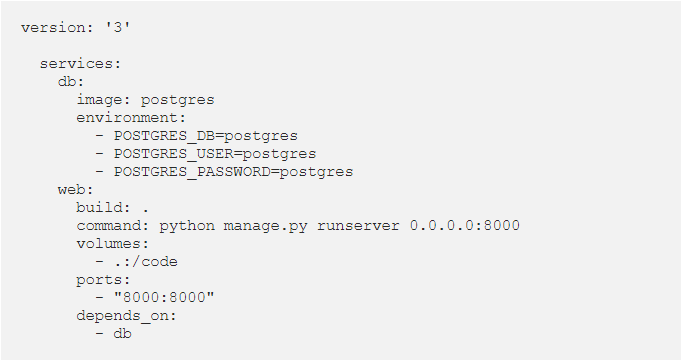 version: '3'
services:
db:
image: postgres
environment:
- POSTGRES_DB=postgres
- POSTGRES_USER=postgres
- POSTGRES_PASSWORD=postgres
web:
build: .
command: python manage.py runserver 0.0.0.0:8000
volumes:
- .:/code
ports:
- "8000:8000"
depends_on:
- db